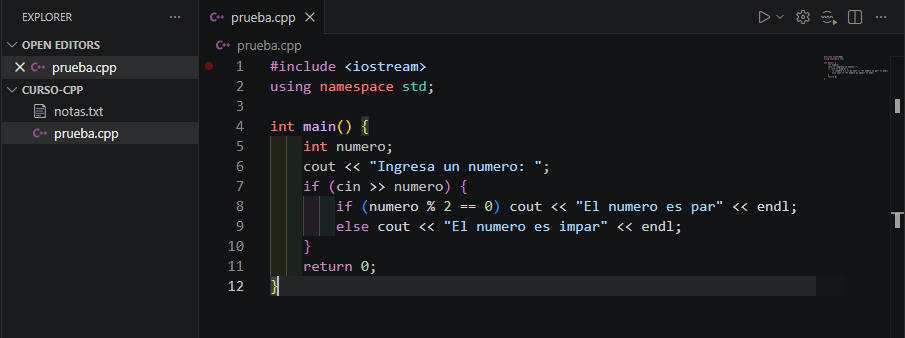 EXPLORER
···
OPEN EDITORS
prueba.cpp
CURSO-CPP
notas.txt
C++ prueba.cpp
C++ prueba.cpp
···
C++ prueba.cpp
1 #include <iostream>
2 using namespace std;
3
4 int main() {
5     int numero;
6     cout << "Ingresa un numero: ";
7     if (cin >> numero) {
8         if (numero % 2 == 0) cout << "El numero es par" << endl;
9         else cout << "El numero es impar" << endl;
10     }
11     return 0;
12 }